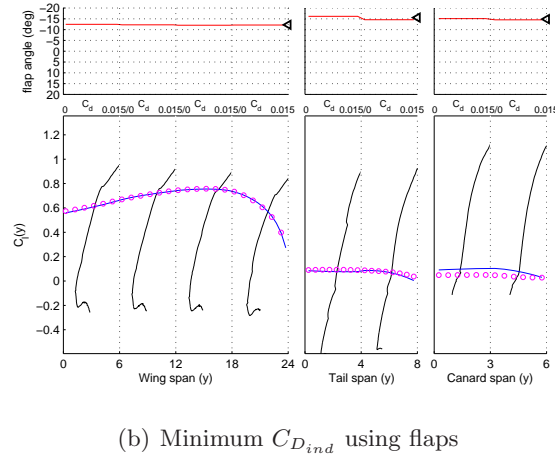 flap angle (deg)
-20
-15
-10
-5
0
5
10
15
20
0 C_d 0.015/0 C_d 0.015/0 C_d 0.015/0 C_d 0.015
0 C_d 0.015/0 C_d 0.015
0 C_d 0.015/0 C_d 0.015
C_l(y)
1.2
1
0.8
0.6
0.4
0.2
0
-0.2
-0.4
0 6 12 18 24
0 4 8
0 3 6
Wing span (y)
Tail span (y)
Canard span (y)
(b) Minimum C_{D_{ind}} using flaps